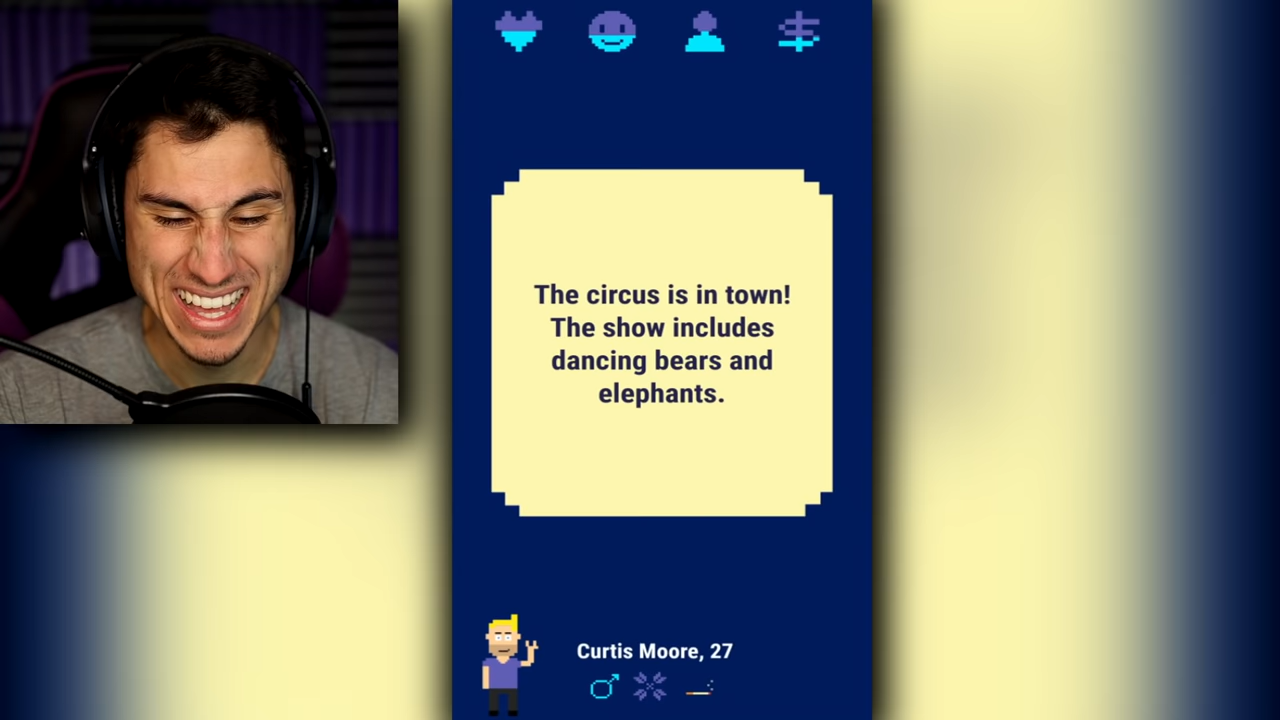 The circus is in town!
The show includes
dancing bears and
elephants.
Curtis Moore, 27